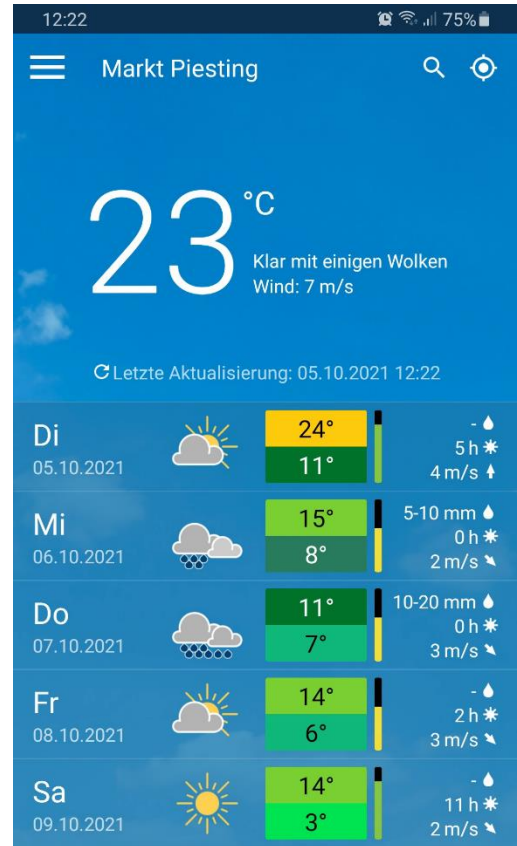 12:22 75%
Markt Piesting
23 °C
Klar mit einigen Wolken
Wind: 7 m/s
Letzte Aktualisierung: 05.10.2021 12:22
Di
05.10.2021
24°
11°
-
5 h
4 m/s
Mi
06.10.2021
15°
8°
5-10 mm
0 h
2 m/s
Do
07.10.2021
11°
7°
10-20 mm
0 h
3 m/s
Fr
08.10.2021
14°
6°
-
2 h
3 m/s
Sa
09.10.2021
14°
3°
-
11 h
2 m/s